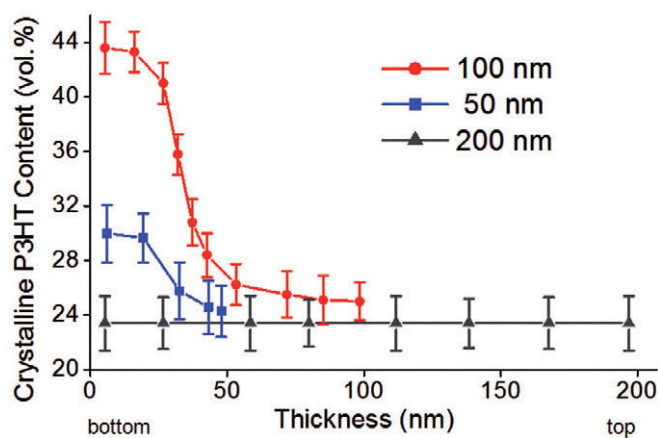 Crystalline P3HT Content (vol.%)
44
40
36
32
28
24
20
100 nm
50 nm
200 nm
0
50
100
150
200
bottom
Thickness (nm)
top